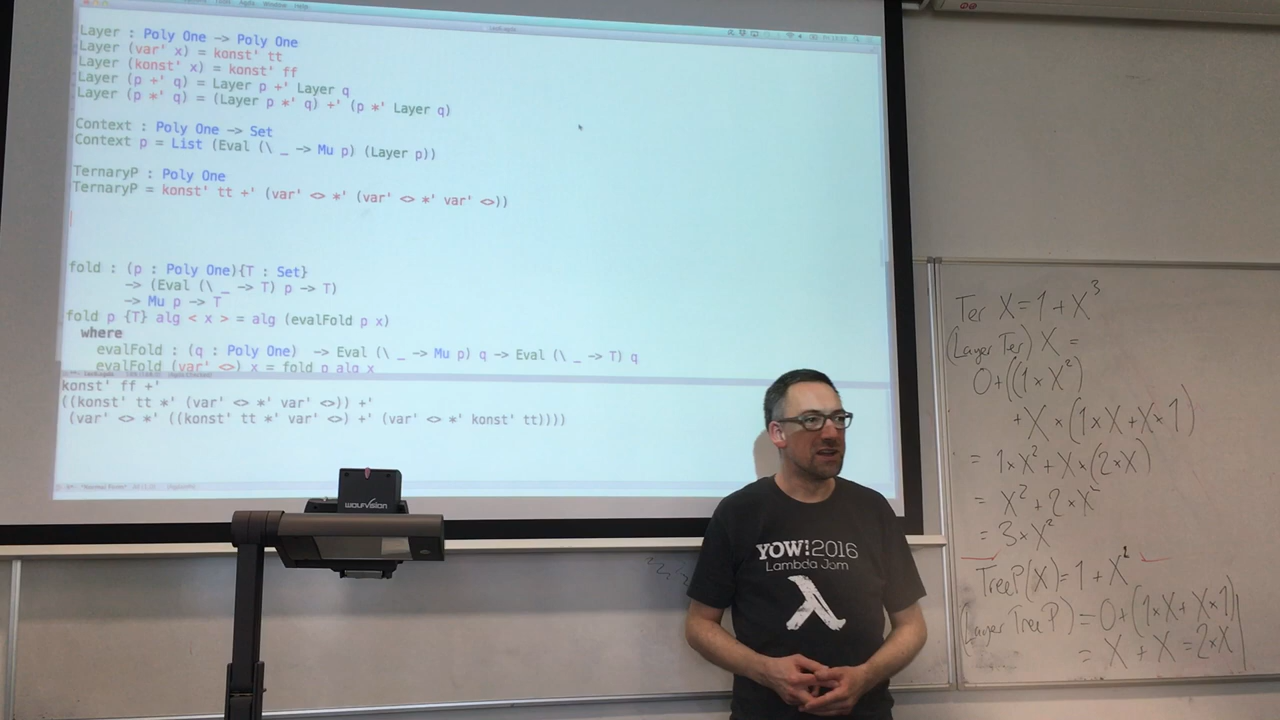 Layer : Poly One -> Poly One
Layer (var' x) = konst' tt
Layer (konst' x) = konst' ff
Layer (p +' q) = Layer p +' Layer q
Layer (p *' q) = (Layer p *' q) +' (p *' Layer q)
Context : Poly One -> Set
Context p = List (Eval (\ _ -> Mu p) (Layer p))
TernaryP : Poly One
TernaryP = konst' tt +' (var' <> *' (var' <> *' var' <>))
fold : (p : Poly One){T : Set}
-> (Eval (\ _ -> T) p -> T)
-> Mu p -> T
fold p {T} alg < x > = alg (evalFold p x)
where
evalFold : (q : Poly One) -> Eval (\ _ -> Mu p) q -> Eval (\ _ -> T) q
evalFold (var' <>) x = fold p alg x
konst' ff +'
((konst' tt *' (var' <> *' var' <>)) +'
(var' <> *' ((konst' tt *' var' <>) +' (var' <> *' konst' tt))))
WOLFVISION
YOW! 2016
Lambda Jam
λ
Ter X = 1 + X³
(Layer Ter) X =
0 + ((1 × X²)
+ X × (1 × X + X × 1)
= 1 × X² + X × (2 × X)
= X² + 2 × X²
= 3 × X²
TreeP(X) = 1 + X²
(Layer TreeP) = 0 + (1 × X + X × 1)
= X + X = 2 × X